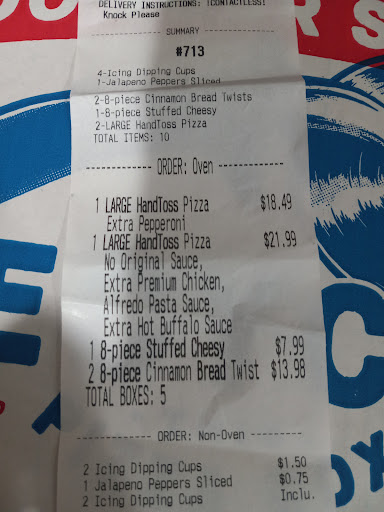 DELIVERY INSTRUCTIONS: !CONTACTLESS!
Knock Please
SUMMARY
#713
4-Icing Dipping Cups
1-Jalapeno Peppers Sliced
2-8-piece Cinnamon Bread Twists
1-8-piece Stuffed Cheesy
2-LARGE HandToss Pizza
TOTAL ITEMS: 10
ORDER: Oven
1 LARGE HandToss Pizza $18.49
Extra Pepperoni
1 LARGE HandToss Pizza $21.99
No Original Sauce,
Extra Premium Chicken,
Alfredo Pasta Sauce,
Extra Hot Buffalo Sauce
1 8-piece Stuffed Cheesy $7.99
2 8-piece Cinnamon Bread Twist $13.98
TOTAL BOXES: 5
ORDER: Non-Oven
2 Icing Dipping Cups $1.50
1 Jalapeno Peppers Sliced $0.75
2 Icing Dipping Cups Inclu.